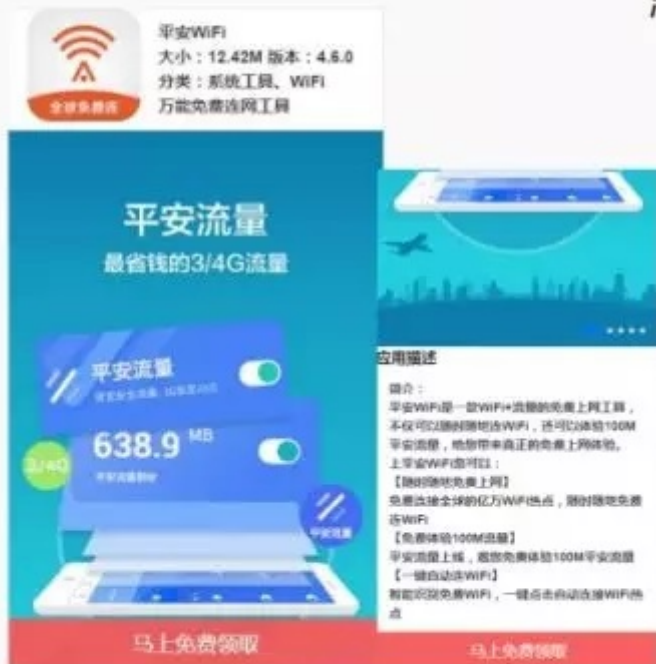 平安WiFi
大小：12.42M 版本：4.6.0
分类：系统工具、WiFi
万能免费连网工具
全球免费连
平安流量
最省钱的3/4G流量
平安流量
638.9 MB
3/4G
平安流量
马上免费领取
应用描述
简介：
平安WiFi是一款WiFi+流量的免费上网工具，
不仅可以随时随地连WiFi，还可以体验100M
平安流量，给您带来真正的免费上网体验。
上平安WiFi您可以：
【随时随地免费上网】
免费连接全球的亿万WiFi热点，随时随地免费
连WiFi
【免费体验100M流量】
平安流量上线，邀您免费体验100M平安流量
【一键自动连WiFi】
智能识别免费WiFi，一键点击自动连接WiFi热
点
马上免费领取